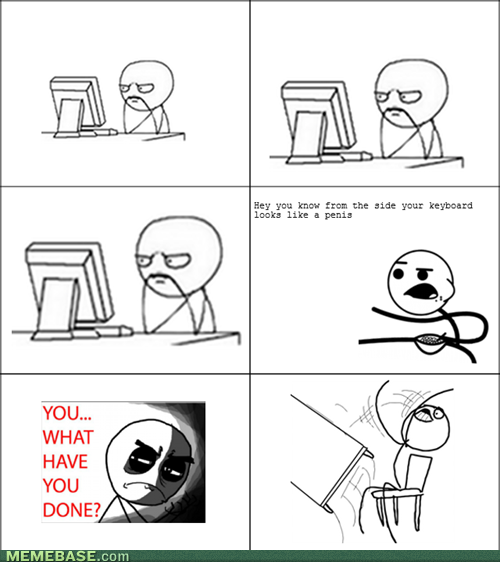 Hey you know from the side your keyboard
looks like a penis
YOU...
WHAT
HAVE
YOU
DONE?
MEMEBASE.com